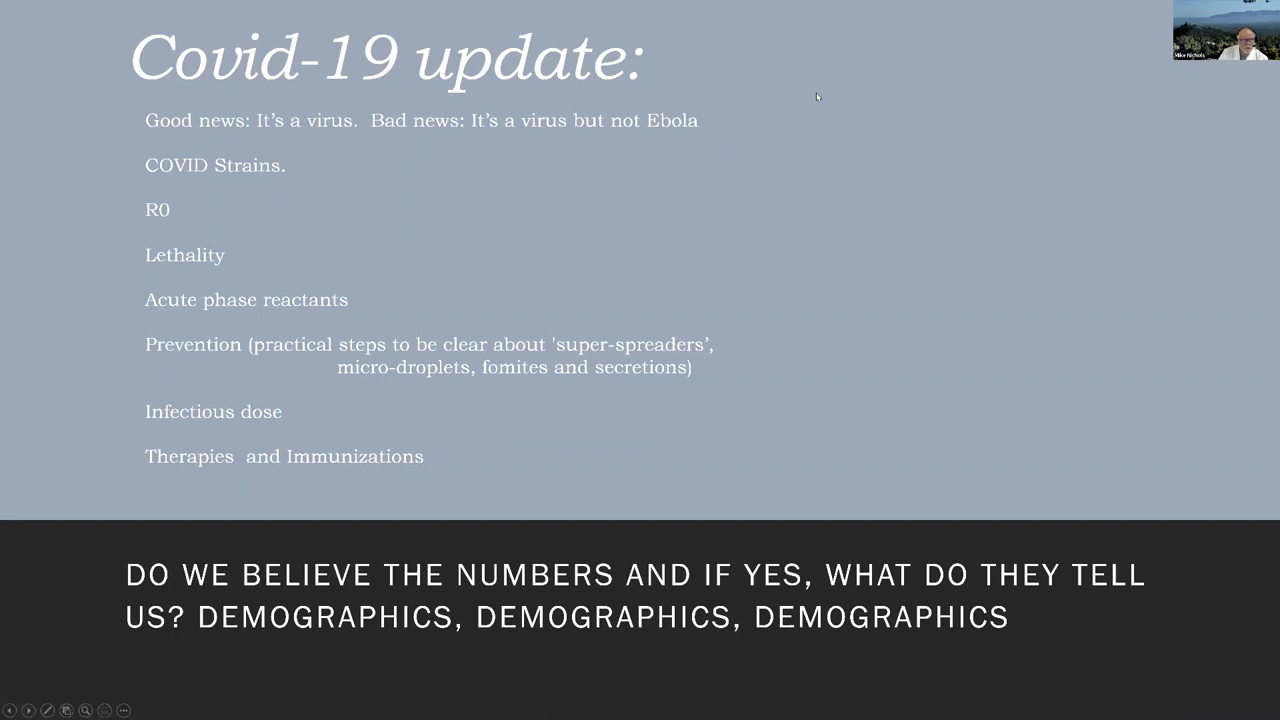 Covid-19 update:
Mike Nichols
Good news: It’s a virus.  Bad news: It’s a virus but not Ebola
COVID Strains.
R0
Lethality
Acute phase reactants
Prevention (practical steps to be clear about 'super-spreaders’,
micro-droplets, fomites and secretions)
Infectious dose
Therapies  and Immunizations
DO WE BELIEVE THE NUMBERS AND IF YES, WHAT DO THEY TELL
US? DEMOGRAPHICS, DEMOGRAPHICS, DEMOGRAPHICS